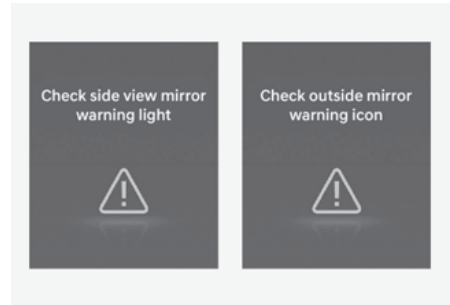 Check side view mirror
warning light
Check outside mirror
warning icon